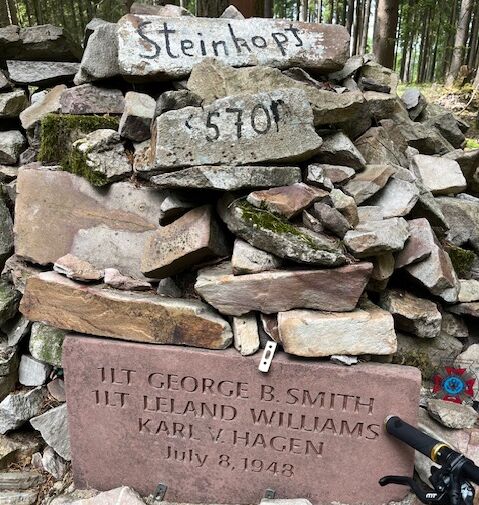 Steinkopf
570m
1LT GEORGE B. SMITH
1LT LELAND WILLIAMS
KARL V. HAGEN
July 8, 1948